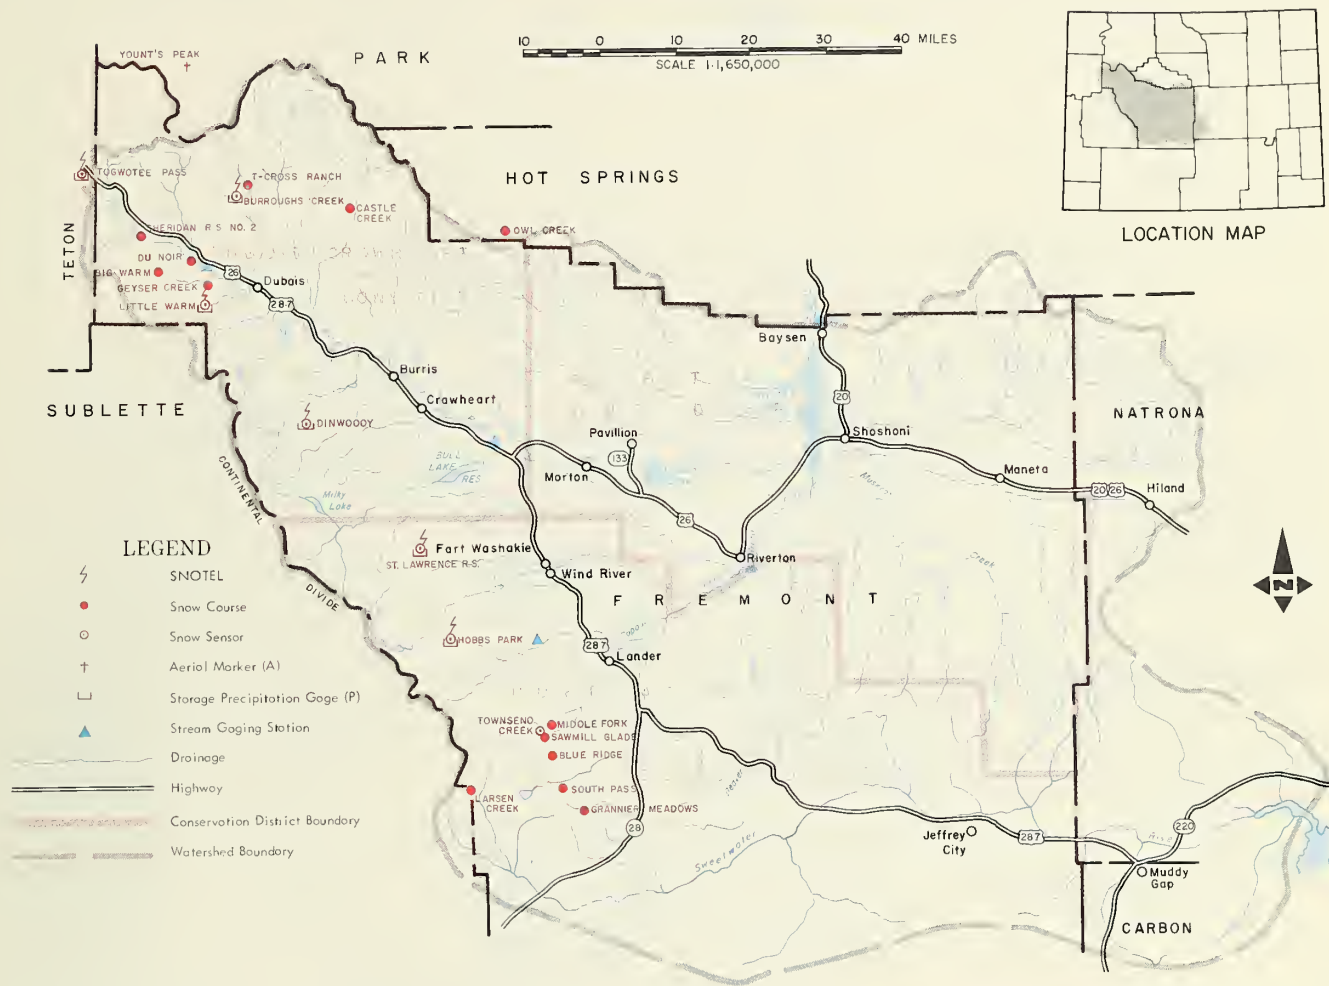 10 0 10 20 30 40 MILES
SCALE 1:1,650,000
YOUNT'S PEAK
PARK
LOCATION MAP
TOGWOTEE PASS
T-CROSS RANCH
BURROUGHS CREEK
CASTLE
CREEK
HOT SPRINGS
OWL CREEK
TETON
SHERIDAN R S NO. 2
DU NOIR
BIG WARM
GEYSER CREEK
LITTLE WARM
26
Dubois
287
SUBLETTE
Burris
Crowheart
DINWOODY
Boysen
20
Shoshoni
NATRONA
Pavillion
133
Morton
BULL
LAKE
RES
Milky
Lake
CONTINENTAL
DIVIDE
Maneta
20 26
Hiland
26
Riverton
Muskrat
Creek
Fort Washakie
ST. LAWRENCE R.S.
Wind River
FREMONT
HOBBS PARK
287
Lander
TOWNSEND
CREEK
MIDDLE FORK
SAWMILL GLADE
BLUE RIDGE
SOUTH PASS
LARSEN
CREEK
GRANNIER MEADOWS
28
Beaver
Sweetwater
Jeffrey
City
287
220
Muddy
Gap
CARBON
LEGEND
SNOTEL
Snow Course
Snow Sensor
Aerial Marker (A)
Storage Precipitation Gage (P)
Stream Gaging Station
Drainage
Highway
Conservation District Boundary
Watershed Boundary
N